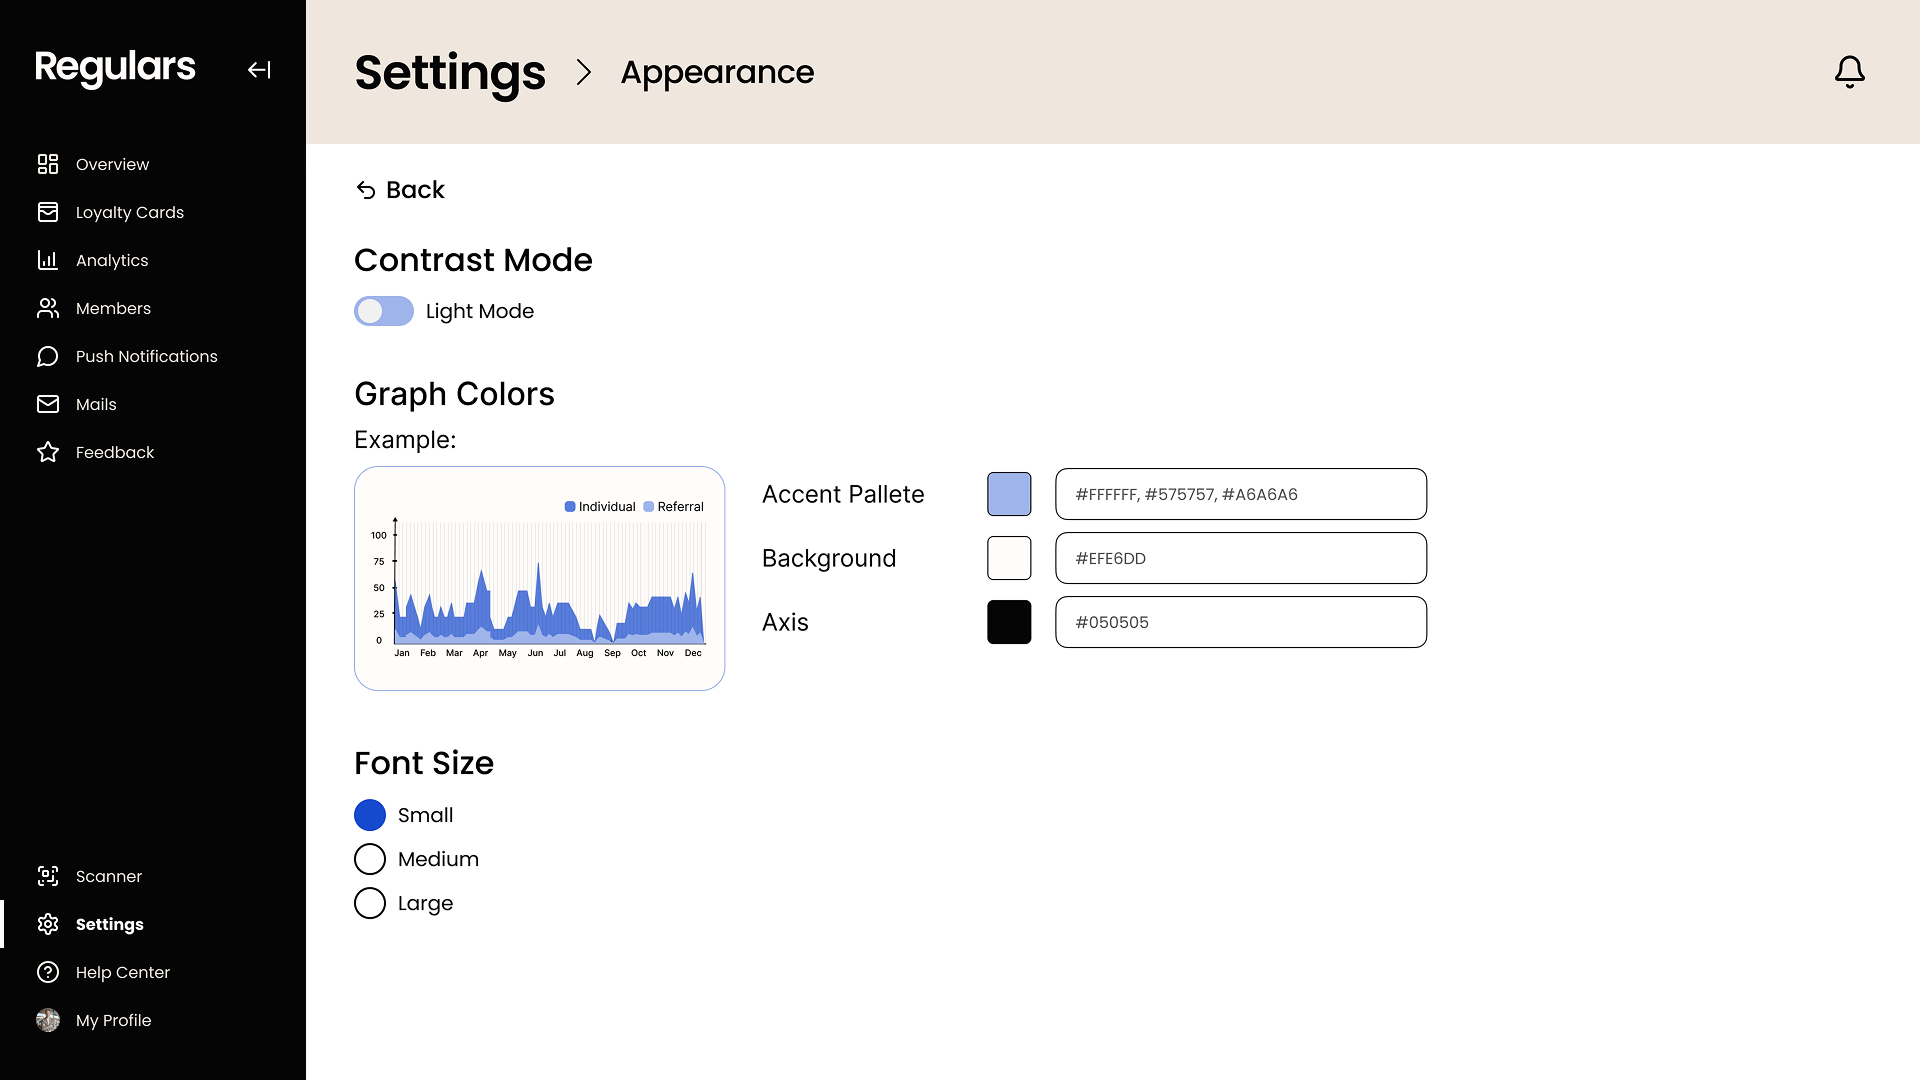 Regulars
Overview
Loyalty Cards
Analytics
Members
Push Notifications
Mails
Feedback
Scanner
Settings
Help Center
My Profile
Settings > Appearance
Back
Contrast Mode
Light Mode
Graph Colors
Example:
Individual Referral
100
75
50
25
0
Jan Feb Mar Apr May Jun Jul Aug Sep Oct Nov Dec
Accent Pallete #FFFFFF, #575757, #A6A6A6
Background #EFE6DD
Axis #050505
Font Size
Small
Medium
Large